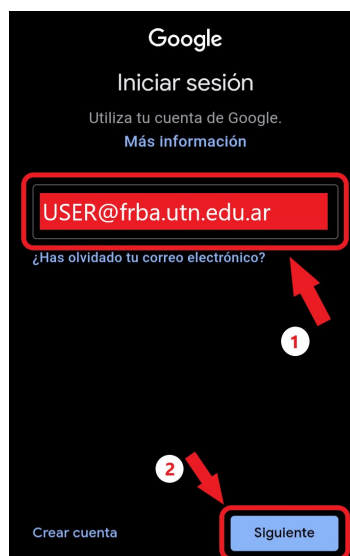 Google
Iniciar sesión
Utiliza tu cuenta de Google.
Más información
USER@frba.utn.edu.ar
¿Has olvidado tu correo electrónico?
1
2
Crear cuenta
Siguiente